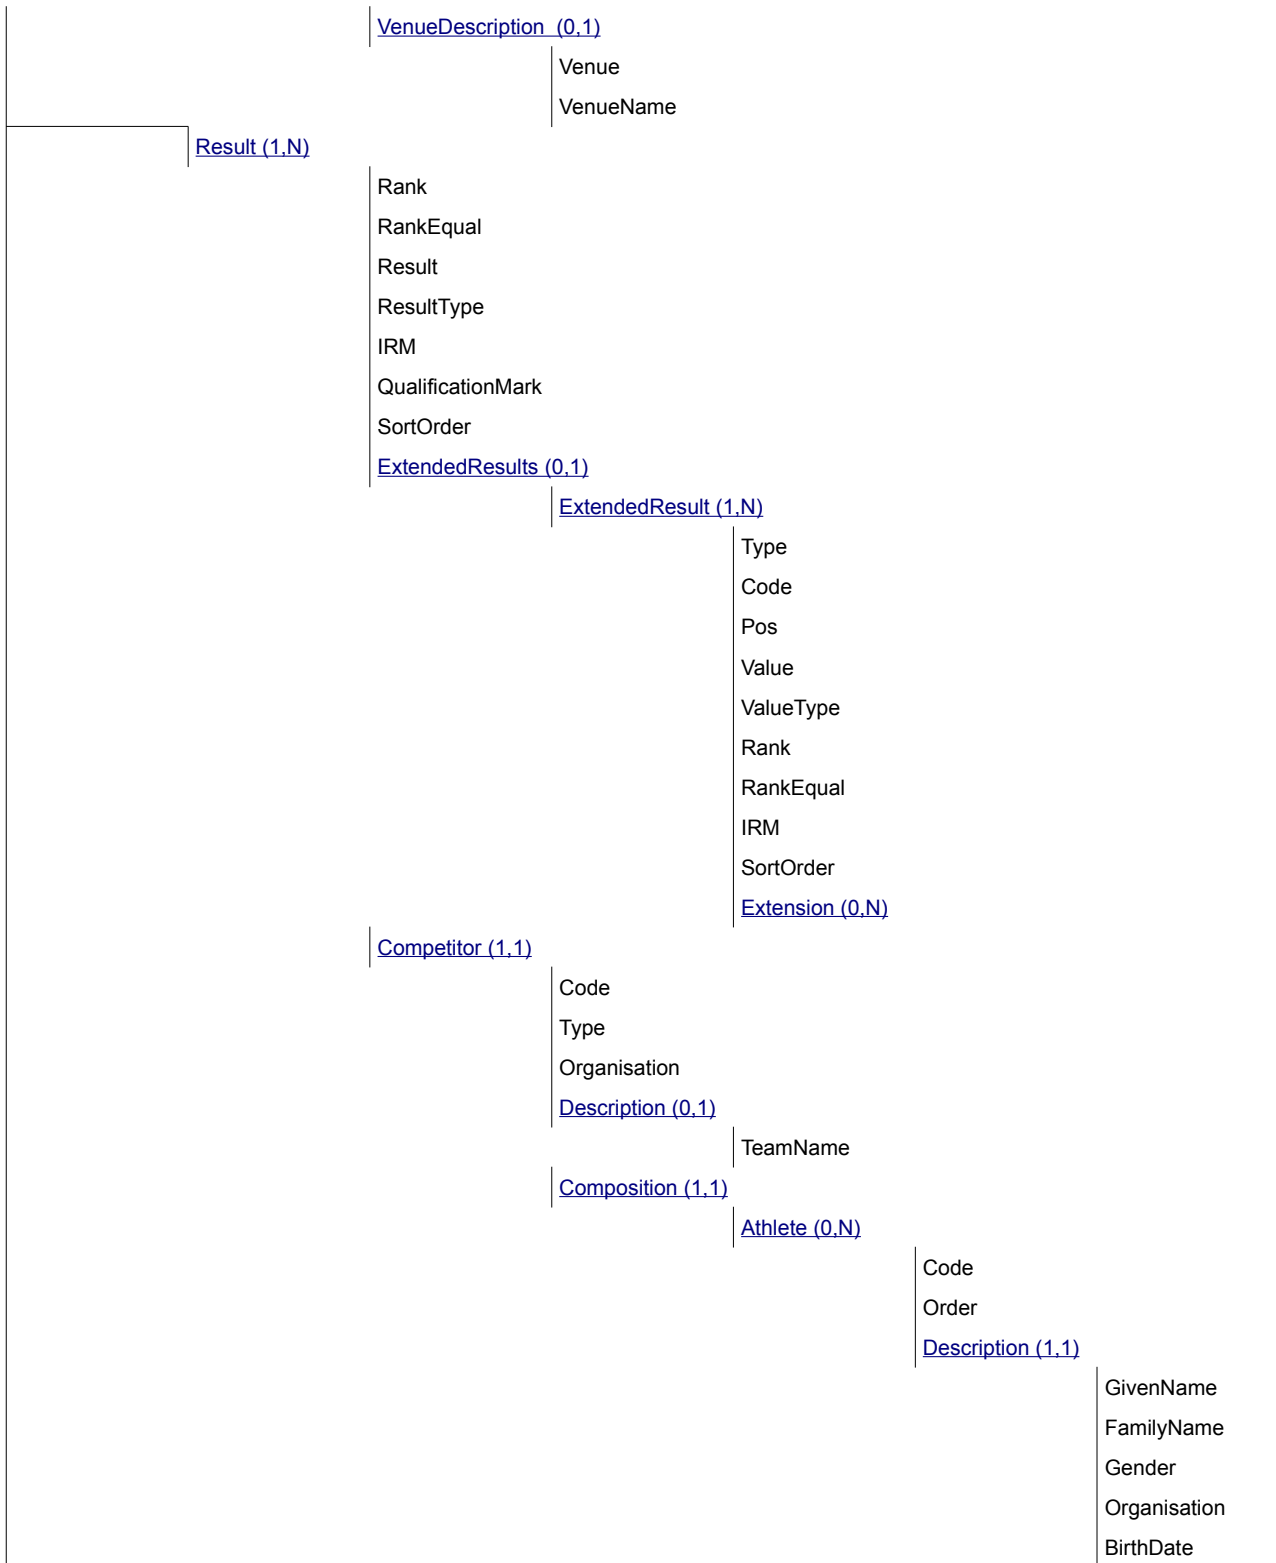 VenueDescription  (0,1)
Venue
VenueName
Result (1,N)
Rank
RankEqual
Result
ResultType
IRM
QualificationMark
SortOrder
ExtendedResults (0,1)
ExtendedResult (1,N)
Type
Code
Pos
Value
ValueType
Rank
RankEqual
IRM
SortOrder
Extension (0,N)
Competitor (1,1)
Code
Type
Organisation
Description (0,1)
TeamName
Composition (1,1)
Athlete (0,N)
Code
Order
Description (1,1)
GivenName
FamilyName
Gender
Organisation
BirthDate